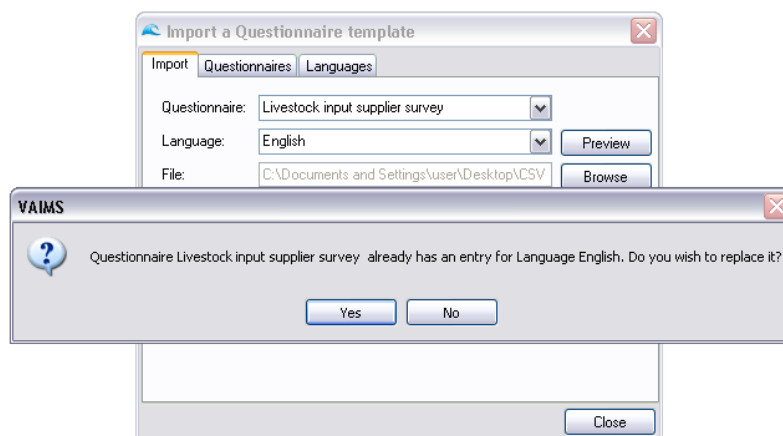 Import a Questionnaire template
Import Questionnaires Languages
Questionnaire: Livestock input supplier survey
Language: English Preview
File: C:\Documents and Settings\user\Desktop\CSV Browse
VAIMS
Questionnaire Livestock input supplier survey already has an entry for Language English. Do you wish to replace it?
Yes No
Close